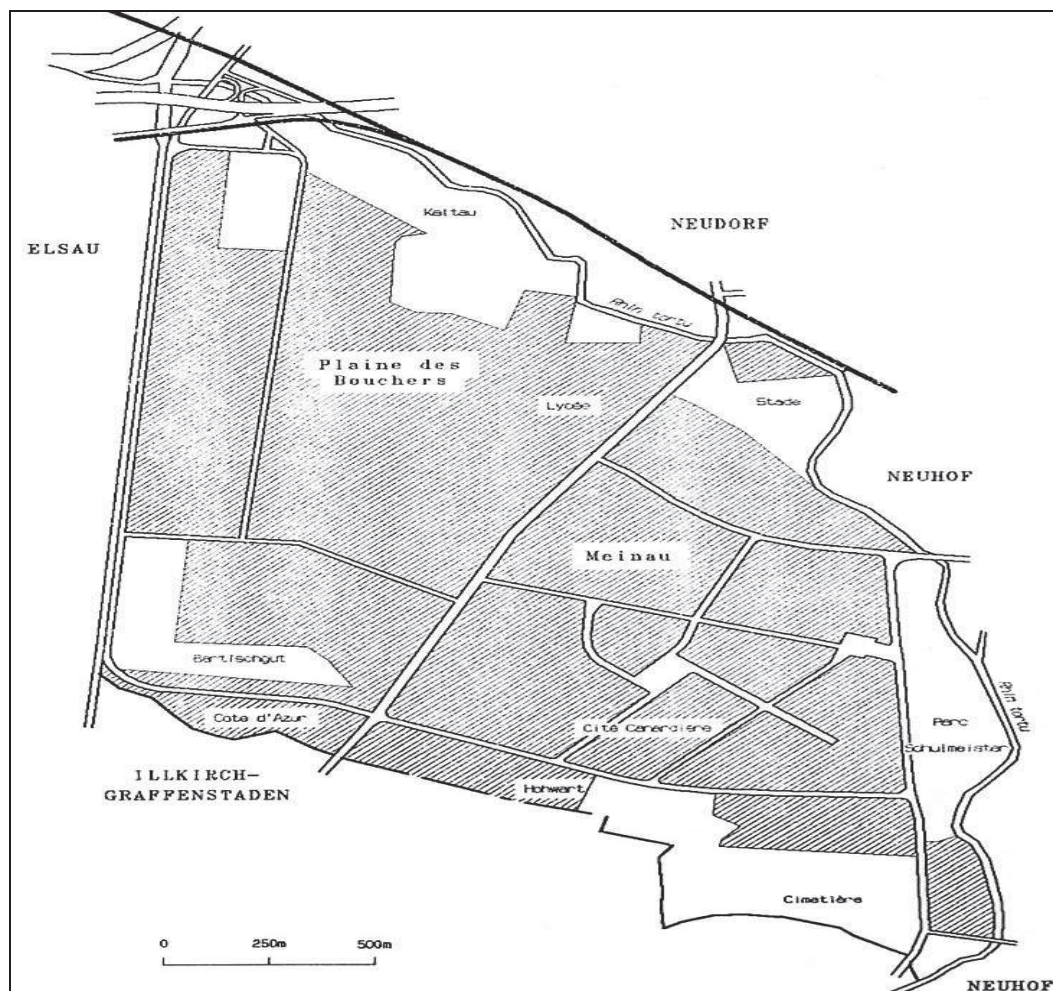 Kaltau
NEUDORF
ELSAU
Rhin tortu
Plaine des
Bouchers
Lycée
Stade
NEUHOF
Meinau
Bartischgut
Rhin tortu
Cote d'Azur
Cité Canardière
Parc
Schulmeister
ILLKIRCH-
GRAFFENSTADEN
Hohwart
Cimetière
0 250m 500m
NEUHOF